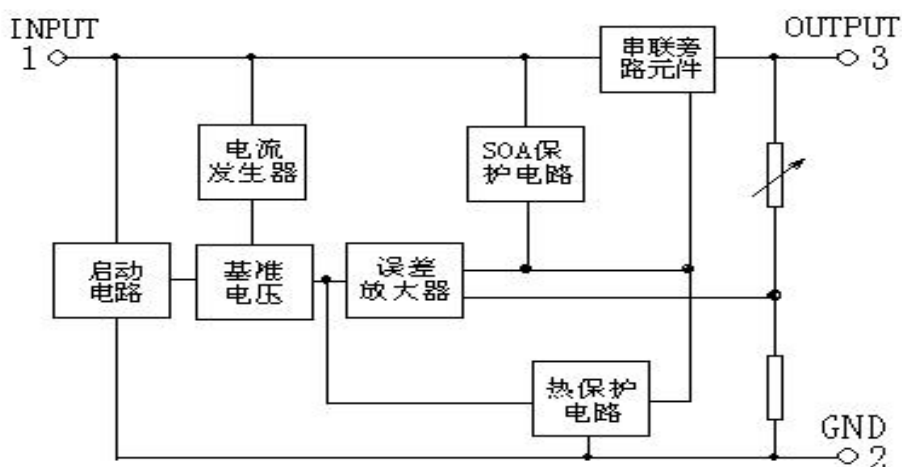 INPUT
1
OUTPUT
3
串联旁
路元件
电流
发生器
SOA保
护电路
启动
电路
基准
电压
误差
放大器
热保护
电路
GND
2